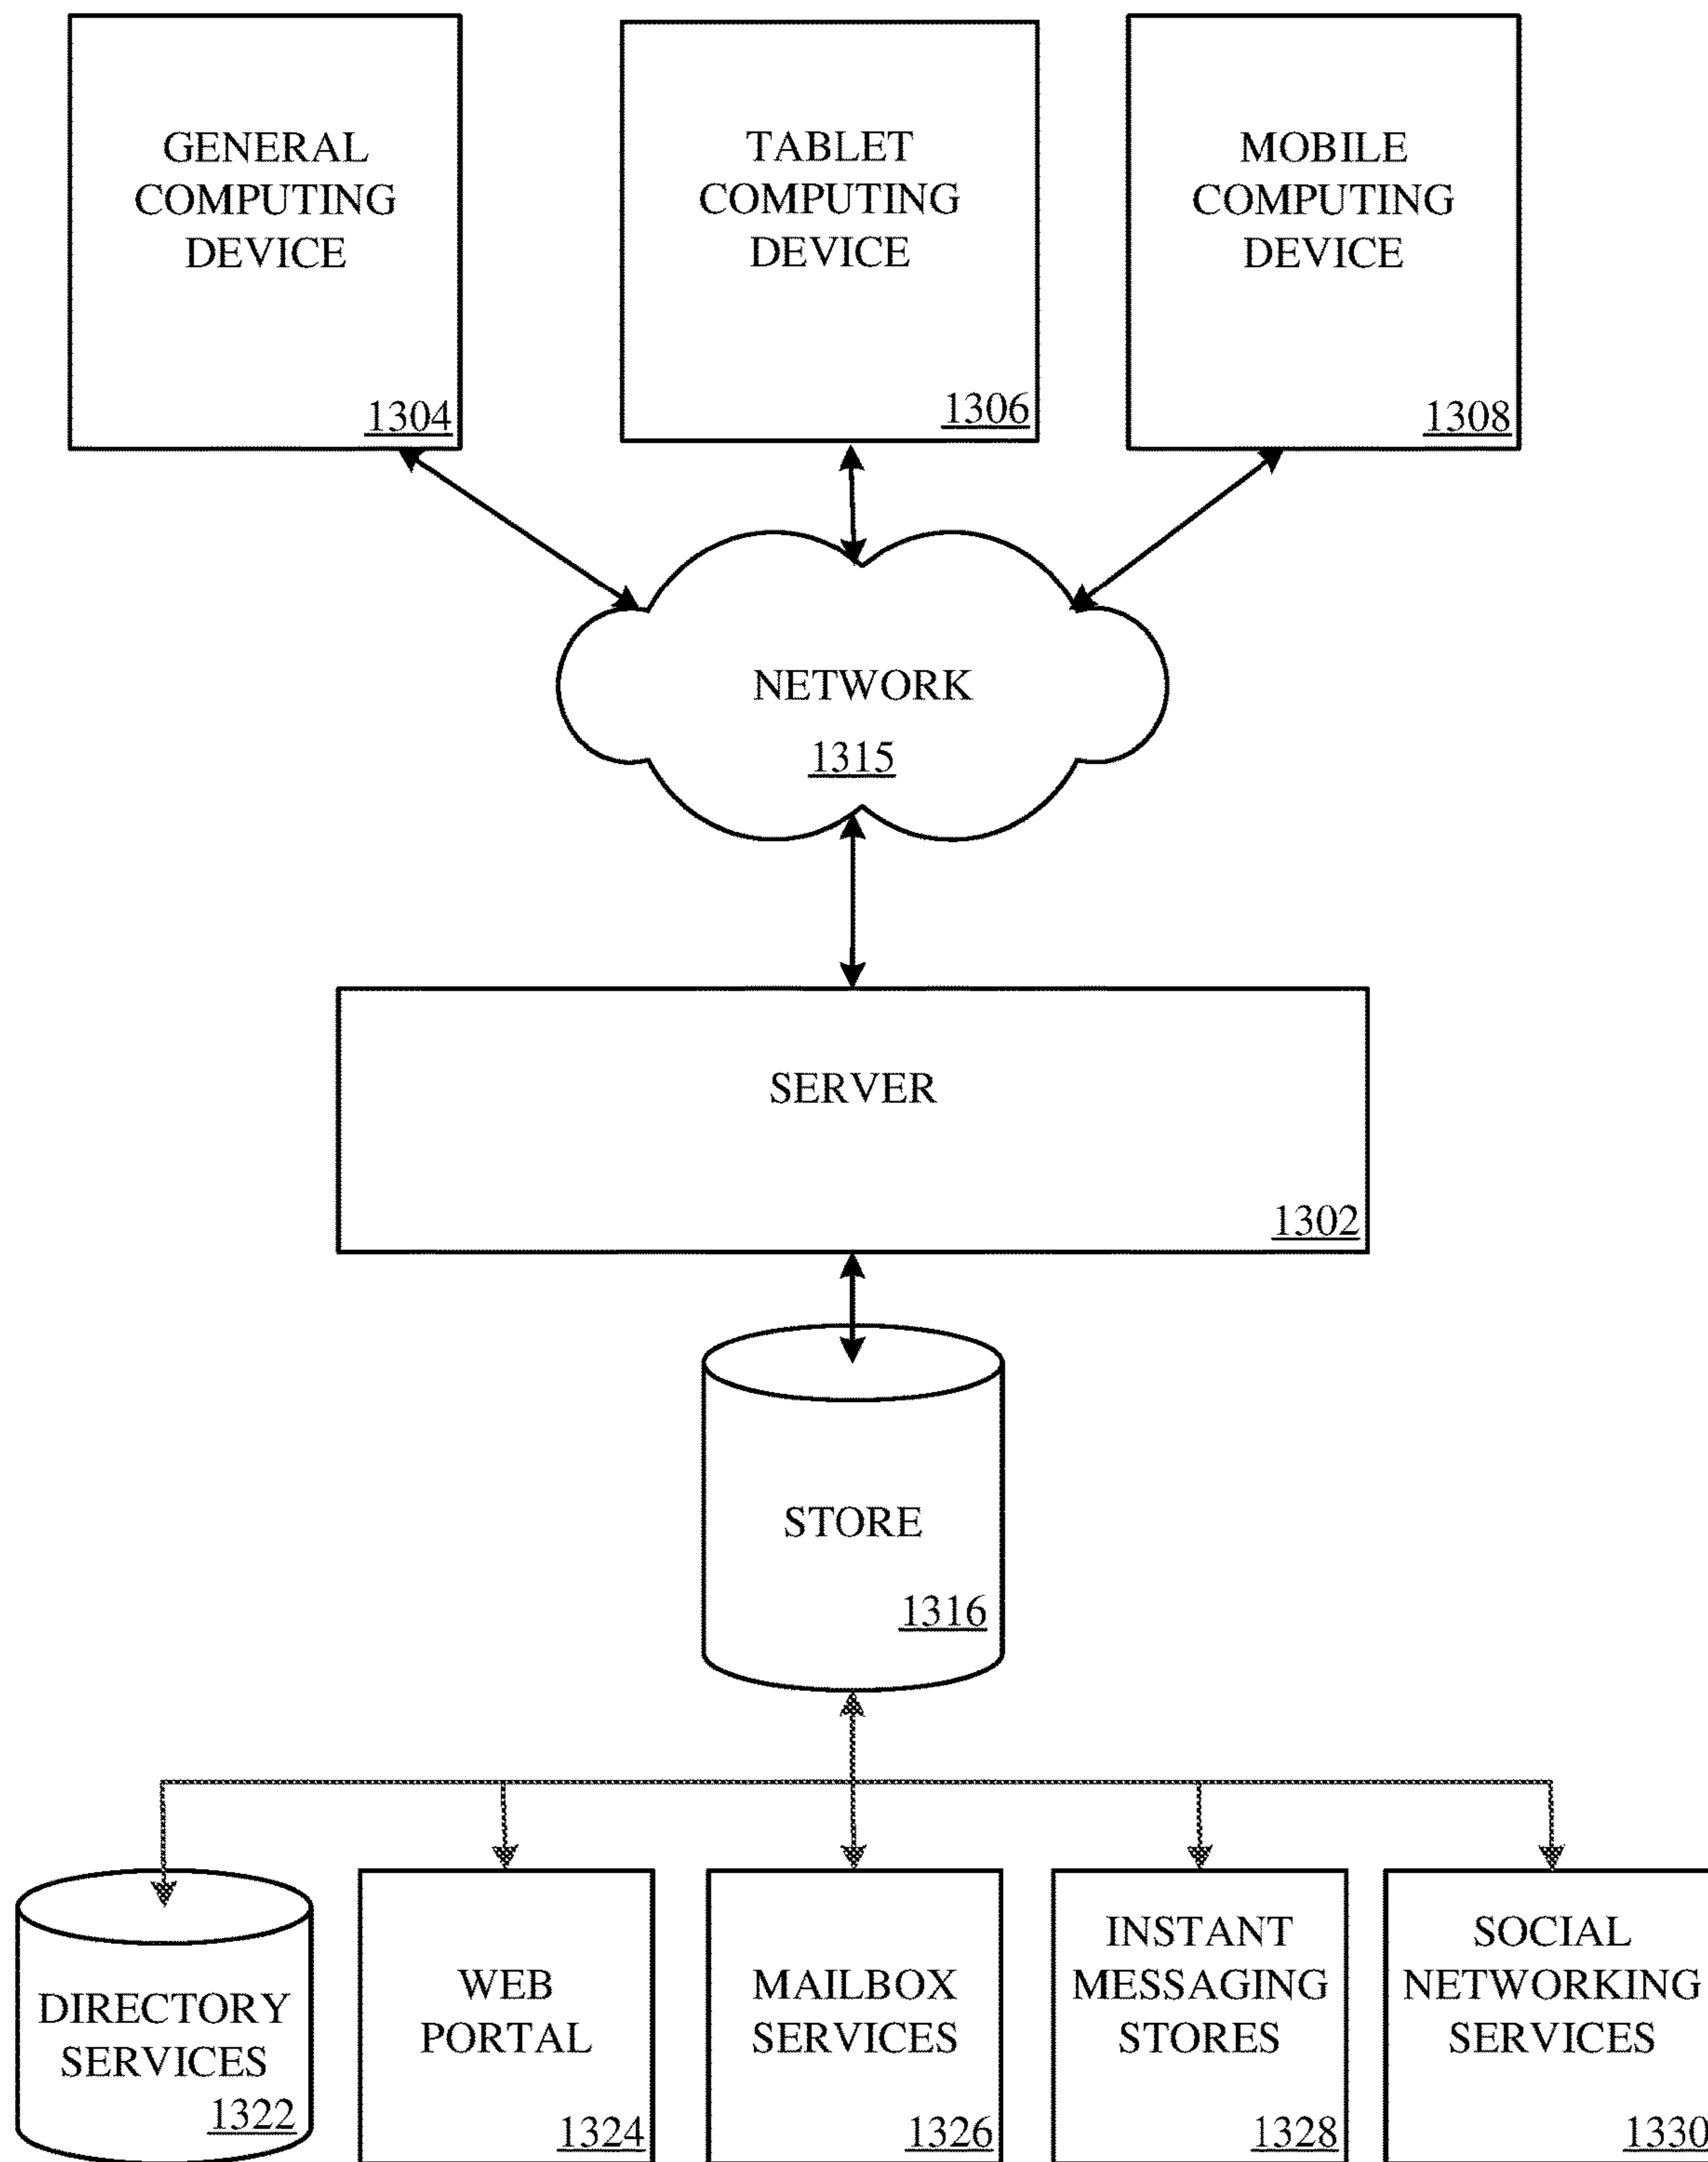 GENERAL
COMPUTING
DEVICE
1304
TABLET
COMPUTING
DEVICE
1306
MOBILE
COMPUTING
DEVICE
1308
NETWORK
1315
SERVER
1302
STORE
1316
DIRECTORY
SERVICES
1322
WEB
PORTAL
1324
MAILBOX
SERVICES
1326
INSTANT
MESSAGING
STORES
1328
SOCIAL
NETWORKING
SERVICES
1330